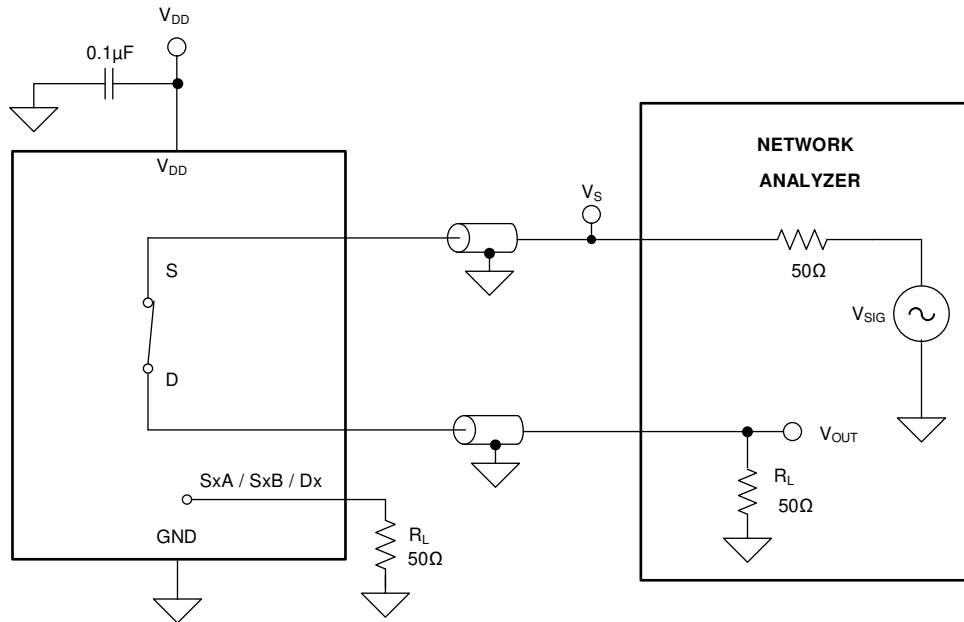 V_DD
0.1µF
V_DD
NETWORK
ANALYZER
V_S
50Ω
S
V_SIG
D
V_OUT
SxA / SxB / Dx
R_L
50Ω
GND
R_L
50Ω